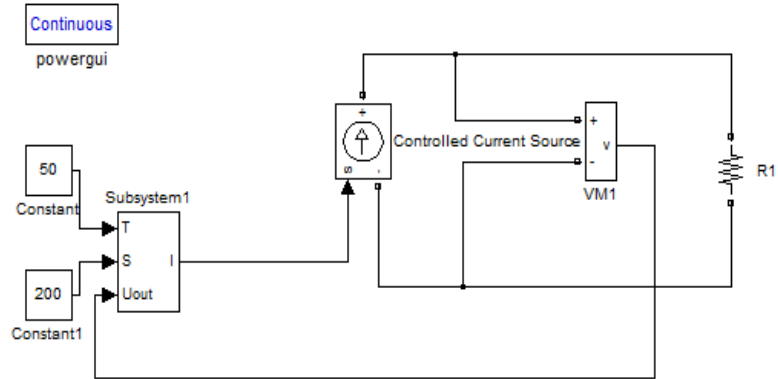 Continuous
powergui
+
Controlled Current Source
s
-
+
v
-
VM1
R1
50
Constant
Subsystem1
T
S
I
Uout
200
Constant1